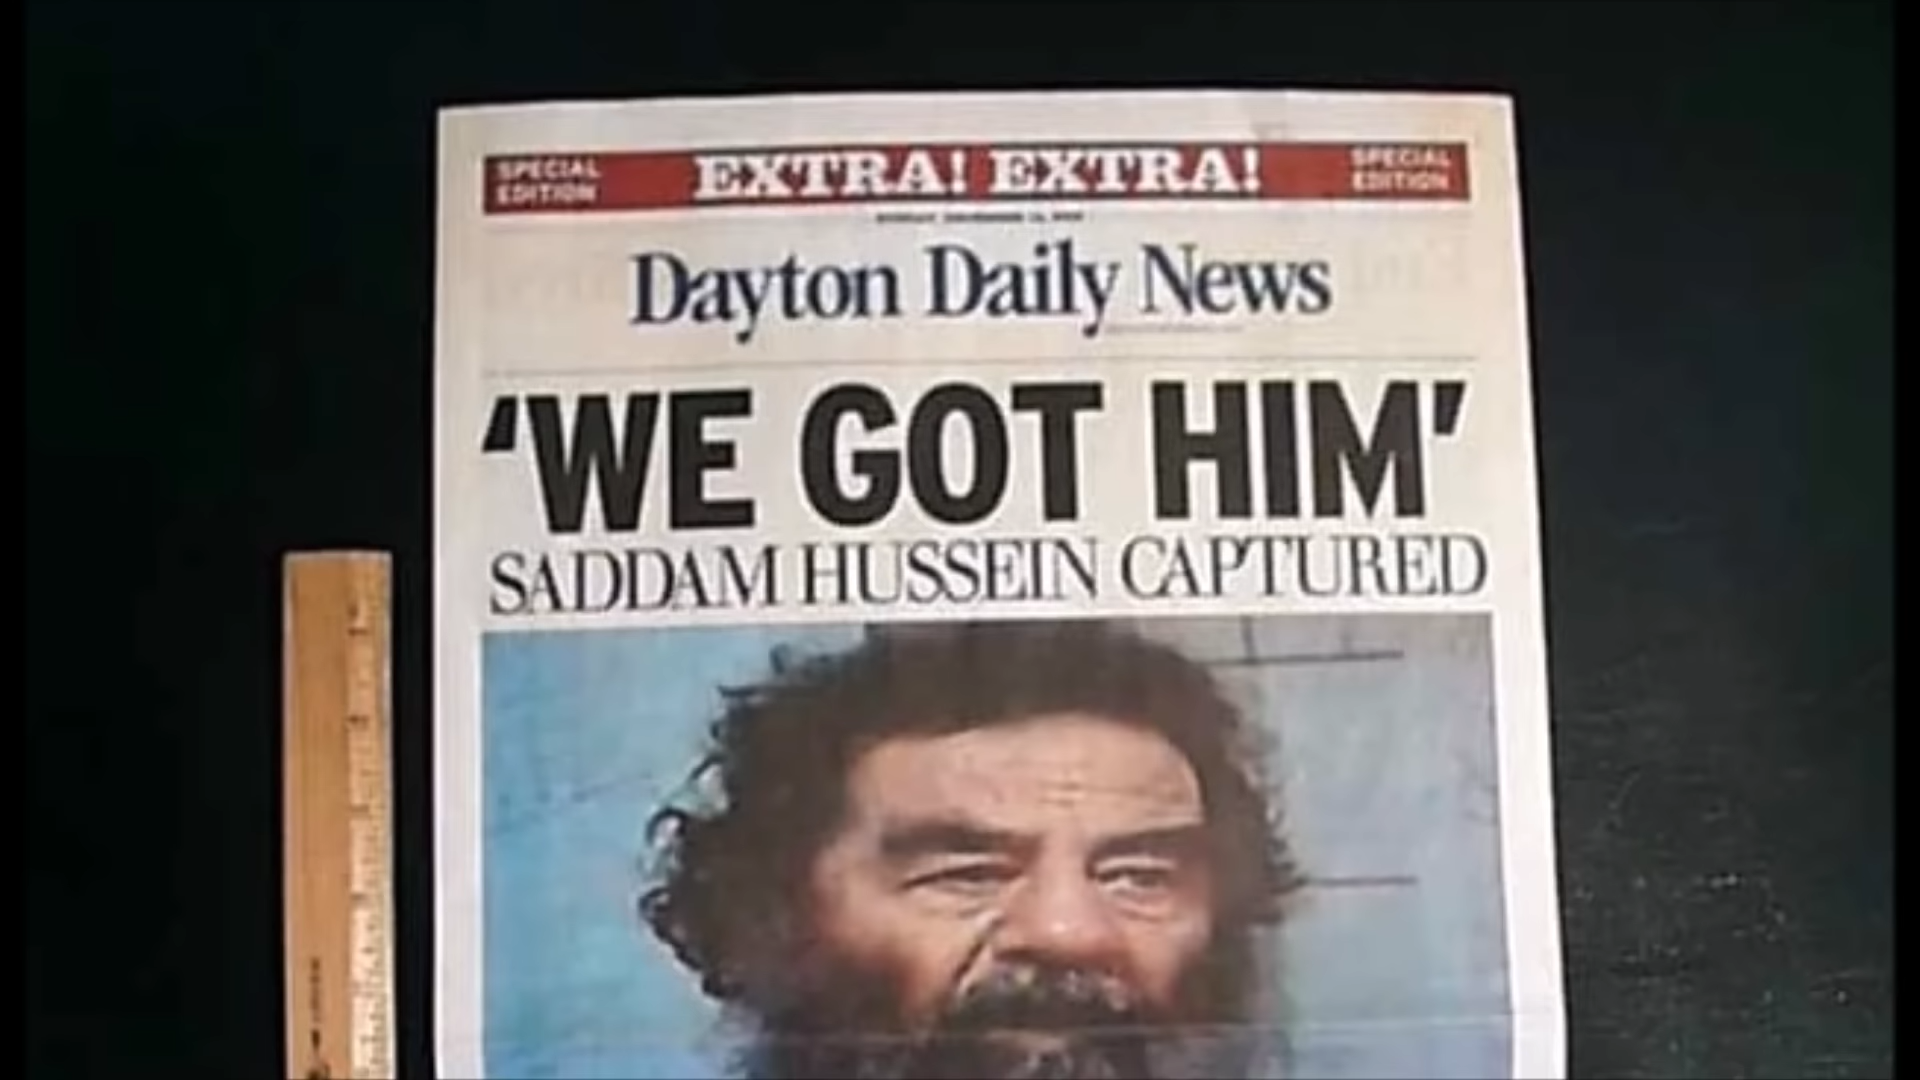 SPECIAL EDITION
EXTRA! EXTRA!
SPECIAL EDITION
Dayton Daily News
‘WE GOT HIM’
SADDAM HUSSEIN CAPTURED